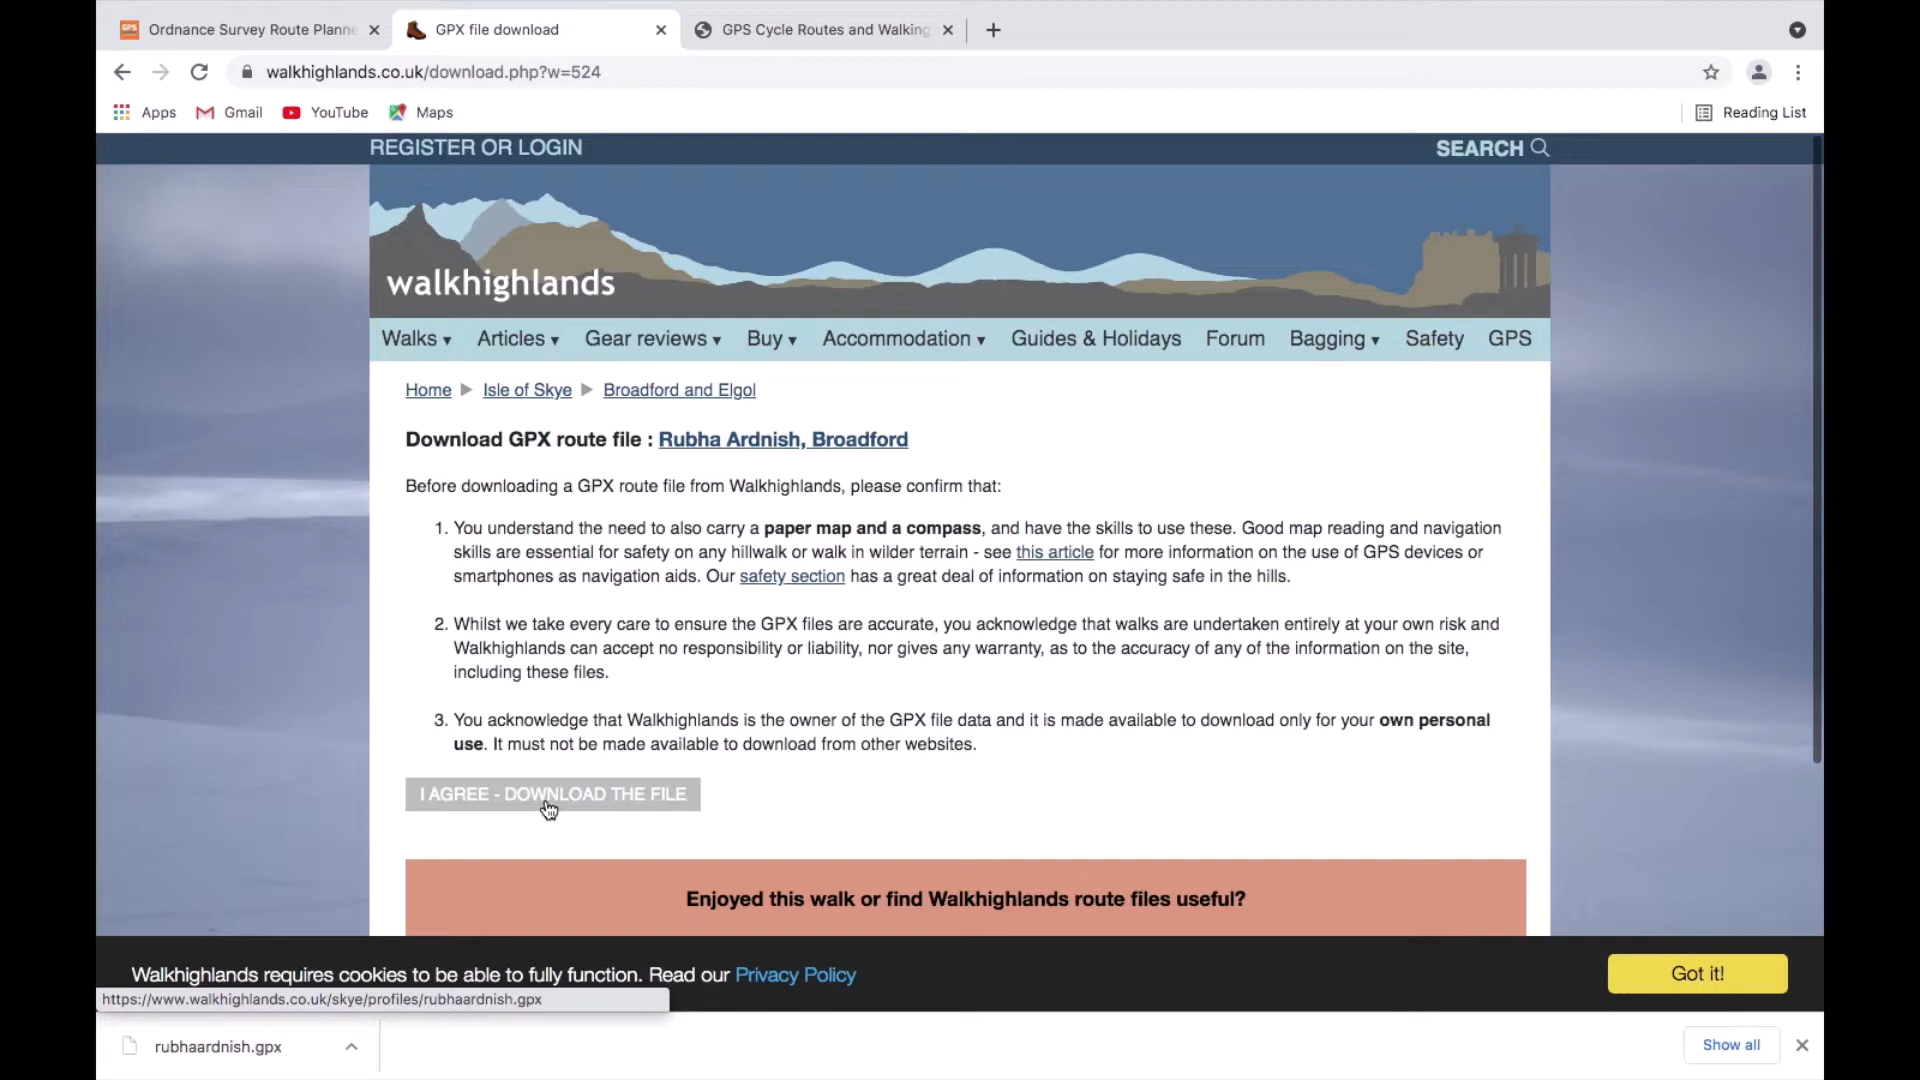 Ordnance Survey Route Planne
GPX file download
GPS Cycle Routes and Walking
walkhighlands.co.uk/download.php?w=524
Apps
Gmail
YouTube
Maps
Reading List
REGISTER OR LOGIN
SEARCH
walkhighlands
Walks ▾ Articles ▾ Gear reviews ▾ Buy ▾ Accommodation ▾ Guides & Holidays Forum Bagging ▾ Safety GPS
Home ▶ Isle of Skye ▶ Broadford and Elgol
Download GPX route file : Rubha Ardnish, Broadford
Before downloading a GPX route file from Walkhighlands, please confirm that:
1. You understand the need to also carry a paper map and a compass, and have the skills to use these. Good map reading and navigation
skills are essential for safety on any hillwalk or walk in wilder terrain - see this article for more information on the use of GPS devices or
smartphones as navigation aids. Our safety section has a great deal of information on staying safe in the hills.
2. Whilst we take every care to ensure the GPX files are accurate, you acknowledge that walks are undertaken entirely at your own risk and
Walkhighlands can accept no responsibility or liability, nor gives any warranty, as to the accuracy of any of the information on the site,
including these files.
3. You acknowledge that Walkhighlands is the owner of the GPX file data and it is made available to download only for your own personal
use. It must not be made available to download from other websites.
I AGREE - DOWNLOAD THE FILE
Enjoyed this walk or find Walkhighlands route files useful?
Walkhighlands requires cookies to be able to fully function. Read our Privacy Policy
Got it!
https://www.walkhighlands.co.uk/skye/profiles/rubhaardnish.gpx
rubhaardnish.gpx
Show all